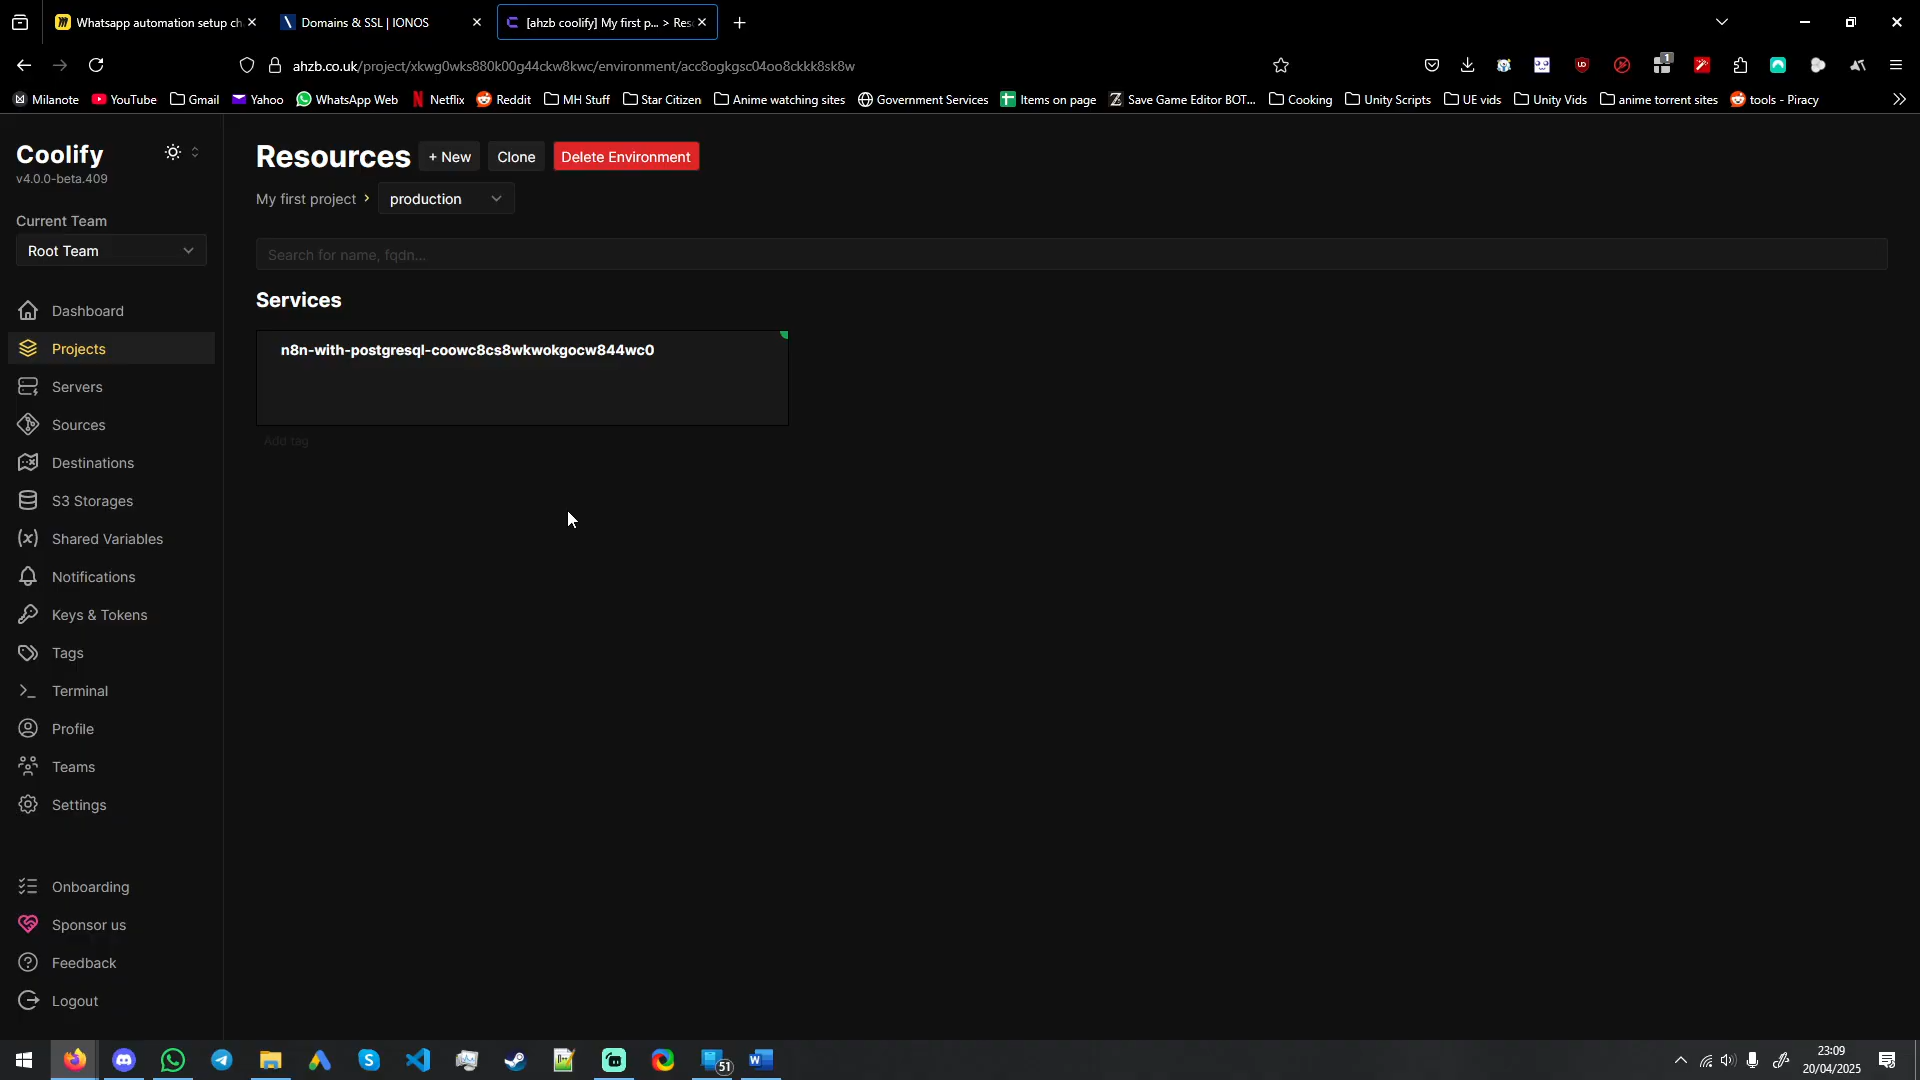 Whatsapp automation setup ch
Domains & SSL | IONOS
[ahzb coolify] My first p... > Res
ahzb.co.uk/project/xkwg0wks880k00g44ckw8kwc/environment/acc8ogkgsc04oo8ckkk8sk8w
1
Milanote
YouTube
Gmail
Yahoo
WhatsApp Web
Netflix
Reddit
MH Stuff
Star Citizen
Anime watching sites
Government Services
Items on page
Save Game Editor BOT...
Cooking
Unity Scripts
UE vids
Unity Vids
anime torrent sites
tools - Piracy
Coolify
v4.0.0-beta.409
Current Team
Root Team
Dashboard
Projects
Servers
Sources
Destinations
S3 Storages
Shared Variables
Notifications
Keys & Tokens
Tags
Terminal
Profile
Teams
Settings
Onboarding
Sponsor us
Feedback
Logout
Resources
+ New
Clone
Delete Environment
My first project
production
Search for name, fqdn...
Services
n8n-with-postgresql-coowc8cs8wkwokgocw844wc0
Add tag
51
23:09
20/04/2025